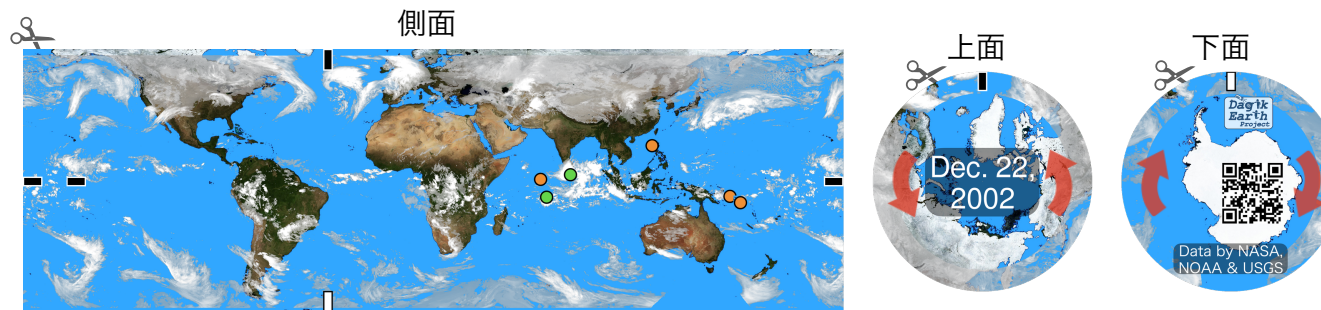 側面
上面
下面
Dec. 22,
2002
Dagik
Earth
Project
Data by NASA,
NOAA & USGS